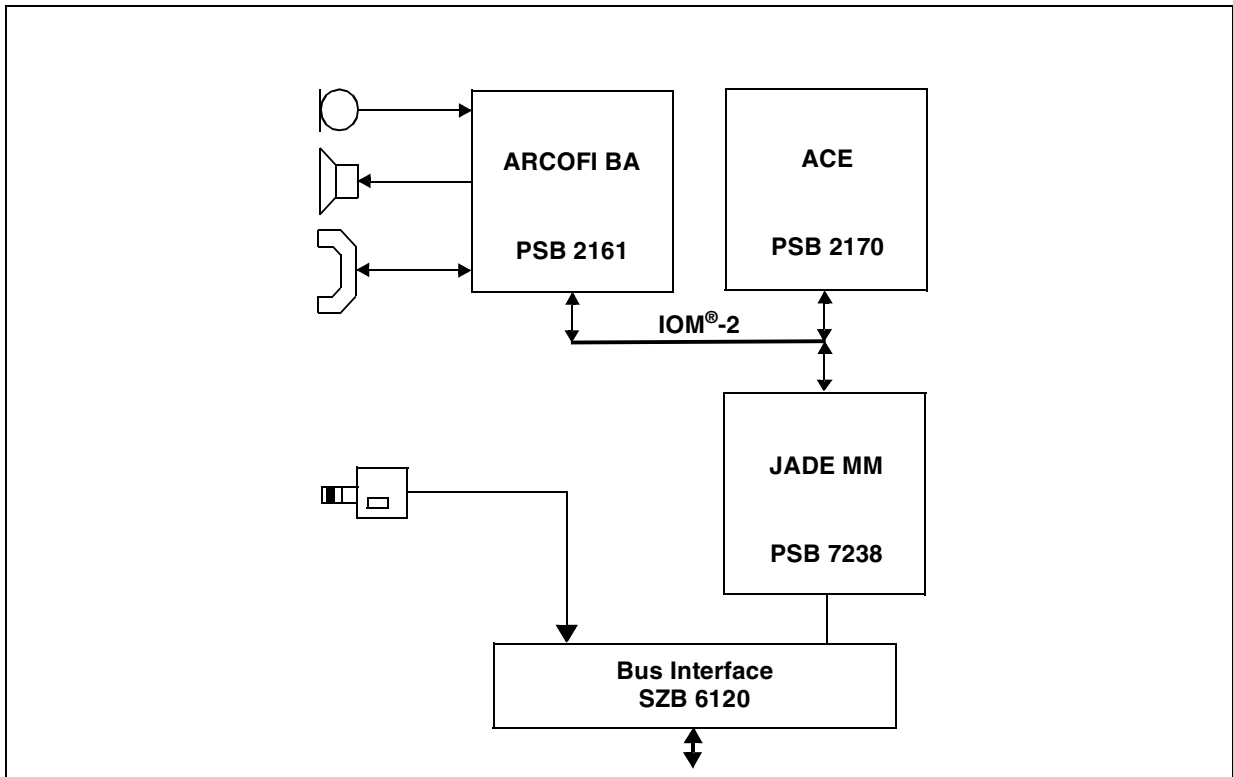 ARCOFI BA
PSB 2161
ACE
PSB 2170
IOM®-2
JADE MM
PSB 7238
Bus Interface
SZB 6120